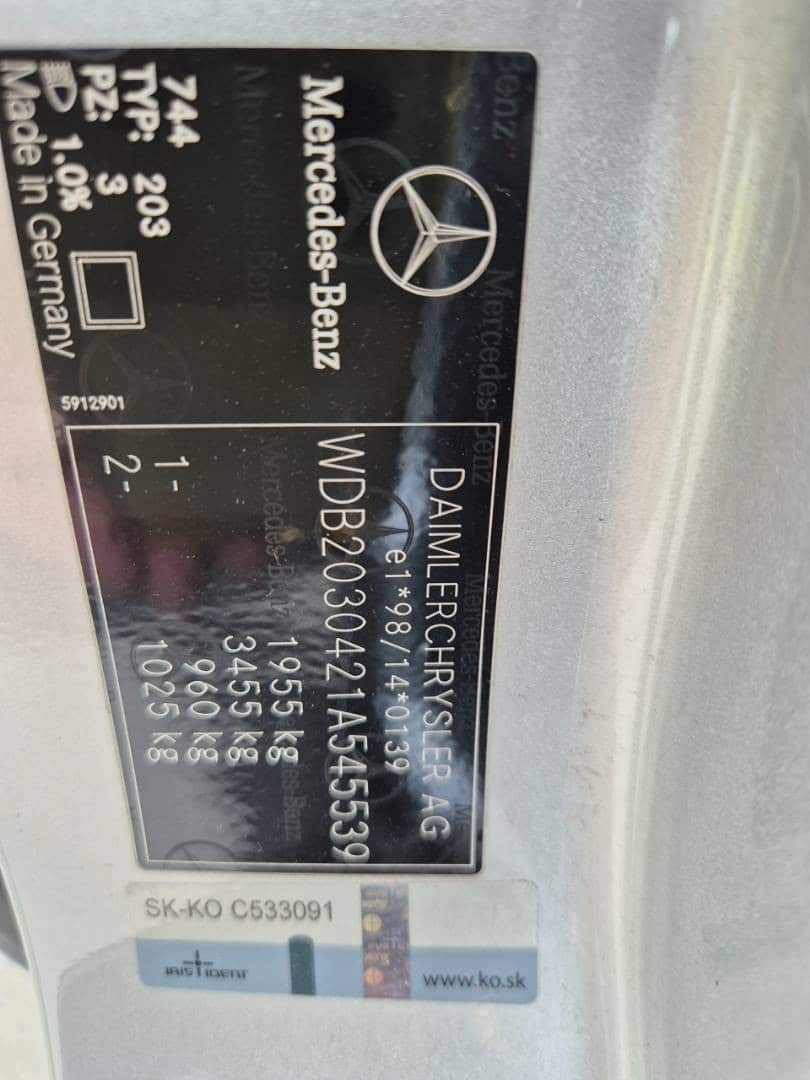 Mercedes-Benz
744
TYP: 203
PZ: 3
1.0%
Made in Germany
5912901
DAIMLERCHRYSLER AG
e1*98/14*0139
WDB2030421A545539
1955 kg
3455 kg
1- 960 kg
2- 1025 kg
SK-KO C533091
IRIS IDENT
www.ko.sk